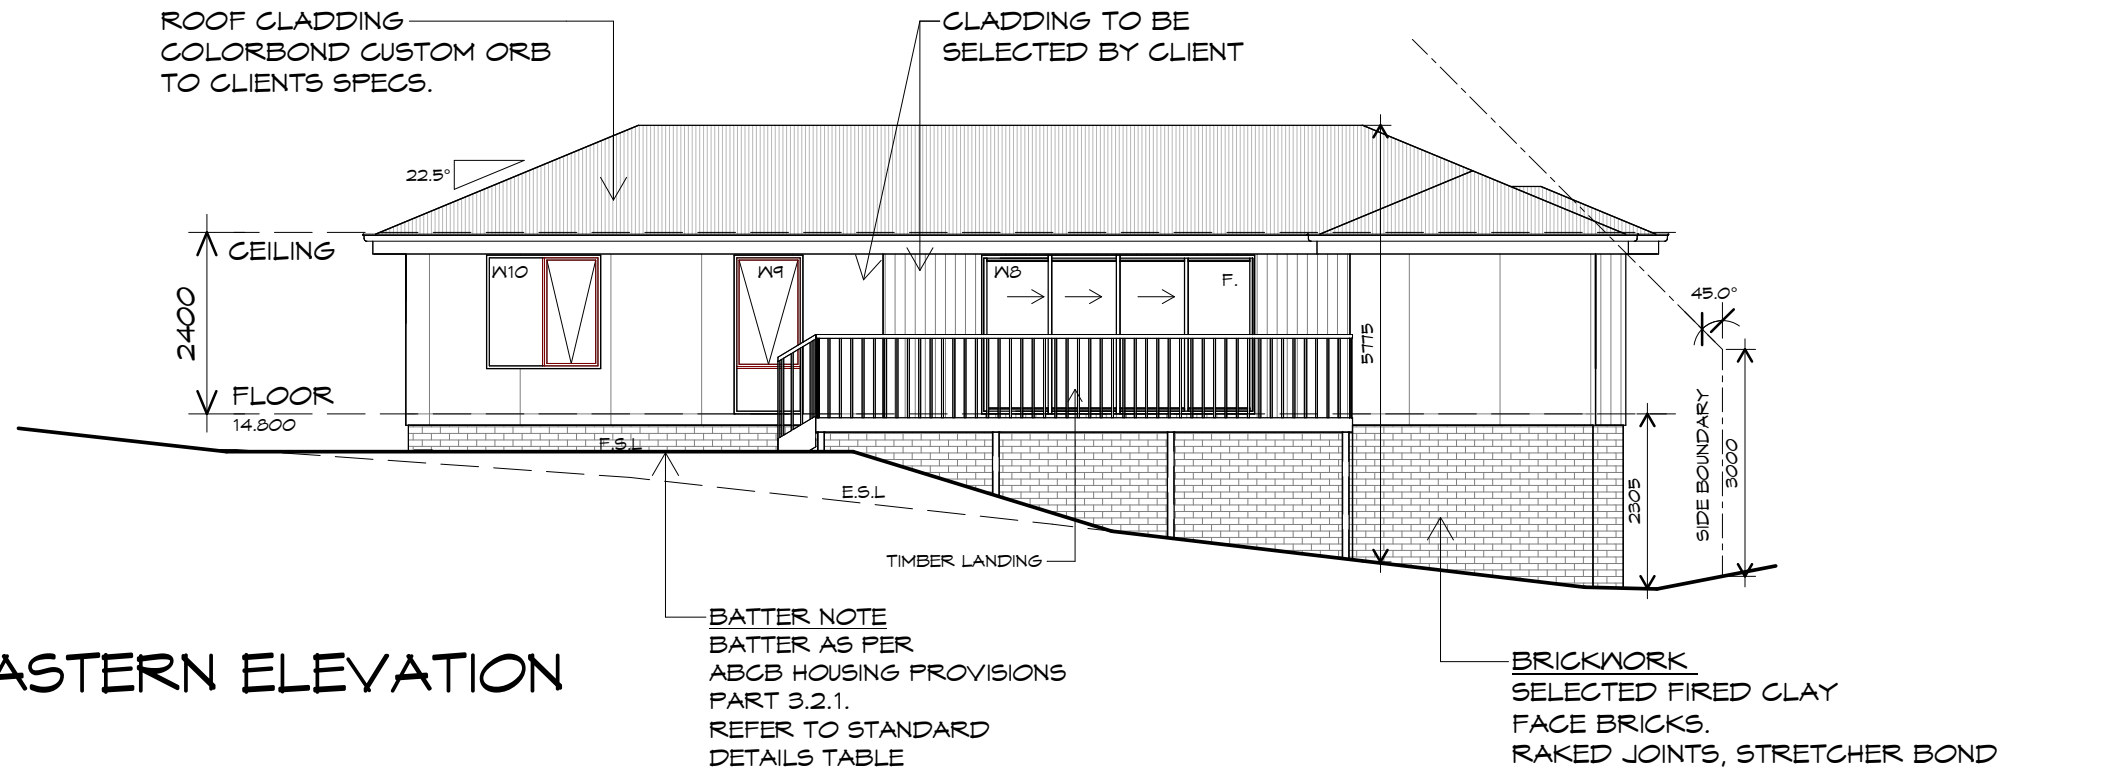 ROOF CLADDING
COLORBOND CUSTOM ORB
TO CLIENTS SPECS.
CLADDING TO BE
SELECTED BY CLIENT
22.5°
CEILING
2400
FLOOR
14.800
W10
W9
W8
F.
5775
45.0°
SIDE BOUNDARY
3000
2305
F.S.L
E.S.L
TIMBER LANDING
BATTER NOTE
BATTER AS PER
ABCB HOUSING PROVISIONS
PART 3.2.1.
REFER TO STANDARD
DETAILS TABLE
BRICKWORK
SELECTED FIRED CLAY
FACE BRICKS.
RAKED JOINTS, STRETCHER BOND
ASTERN ELEVATION